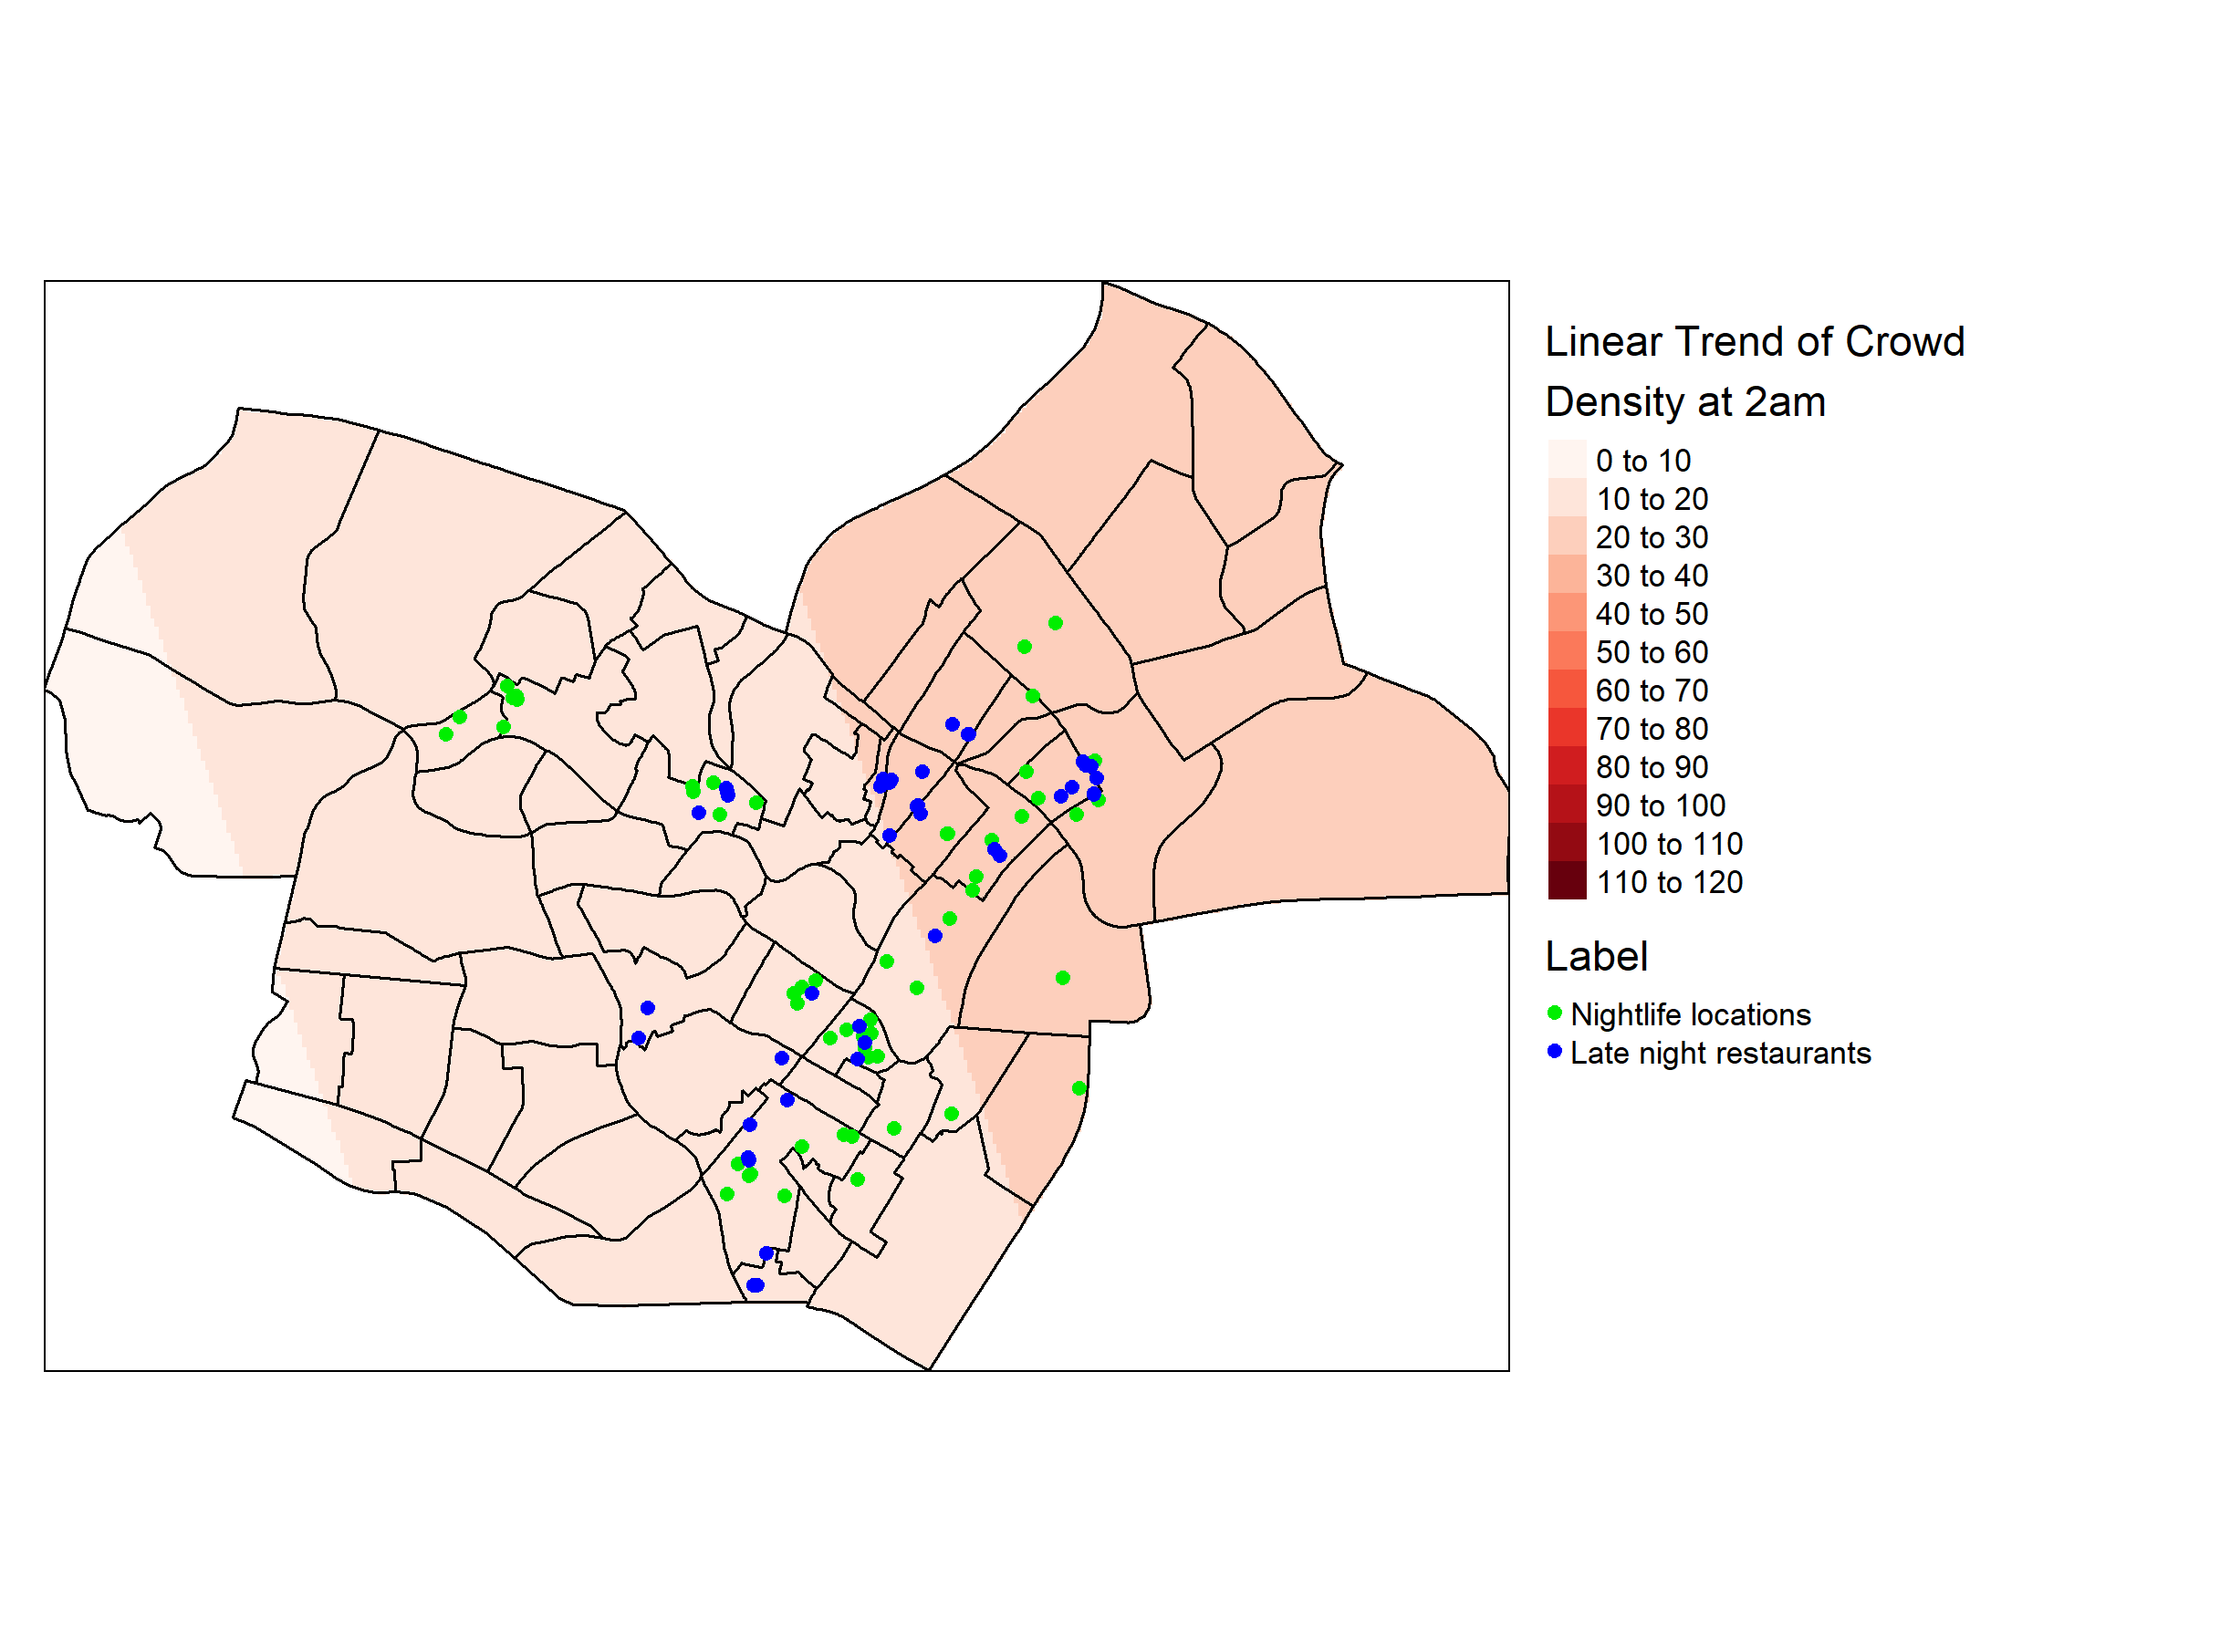 Linear Trend of Crowd
Density at 2am
0 to 10
10 to 20
20 to 30
30 to 40
40 to 50
50 to 60
60 to 70
70 to 80
80 to 90
90 to 100
100 to 110
110 to 120
Label
Nightlife locations
Late night restaurants